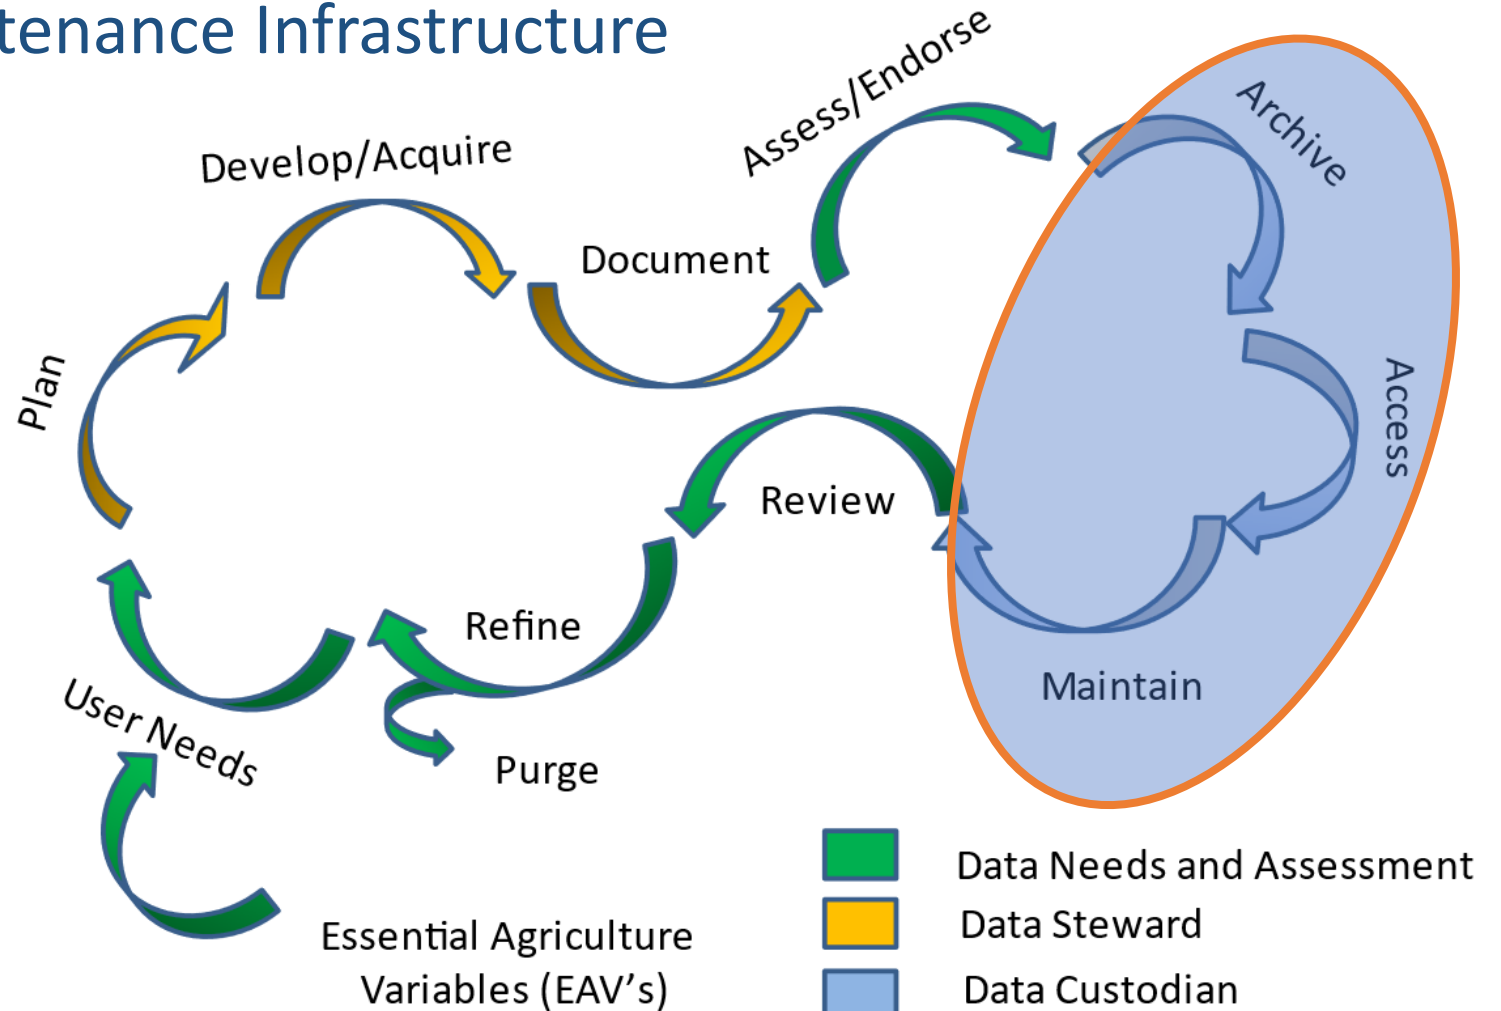 tenance Infrastructure
Assess/Endorse
Archive
Develop/Acquire
Document
Plan
Access
Review
Refine
Maintain
User Needs
Purge
Data Needs and Assessment
Data Steward
Essential Agriculture
Variables (EAV’s)
Data Custodian